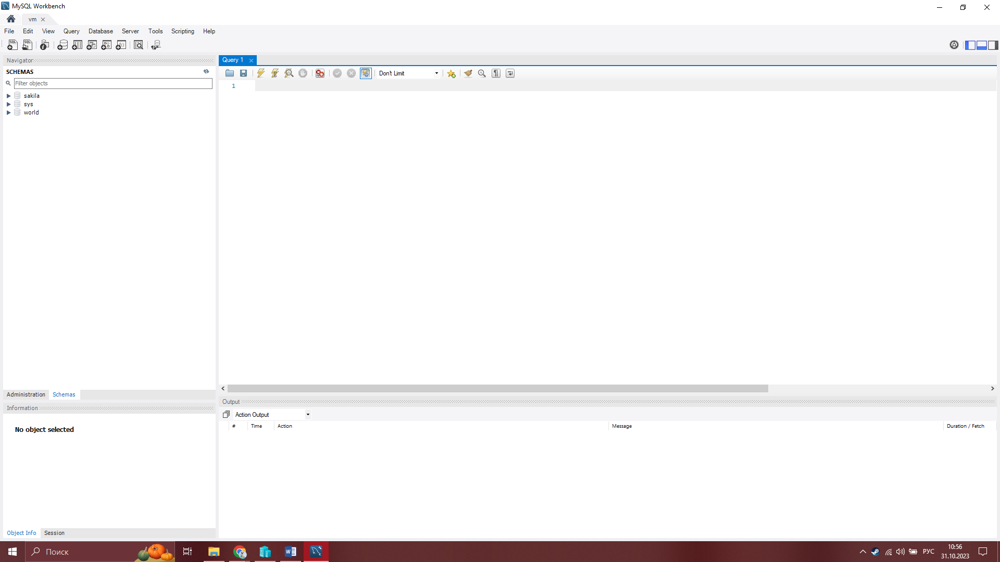 MySQL Workbench
vm
File Edit View Query Database Server Tools Scripting Help
Navigator
SCHEMAS
Filter objects
sakila
sys
world
Administration Schemas
Information
No object selected
Object Info Session
Query 1
Don't Limit
1
Output
Action Output
# Time Action Message Duration / Fetch
Поиск
РУС
10:56
31.10.2023